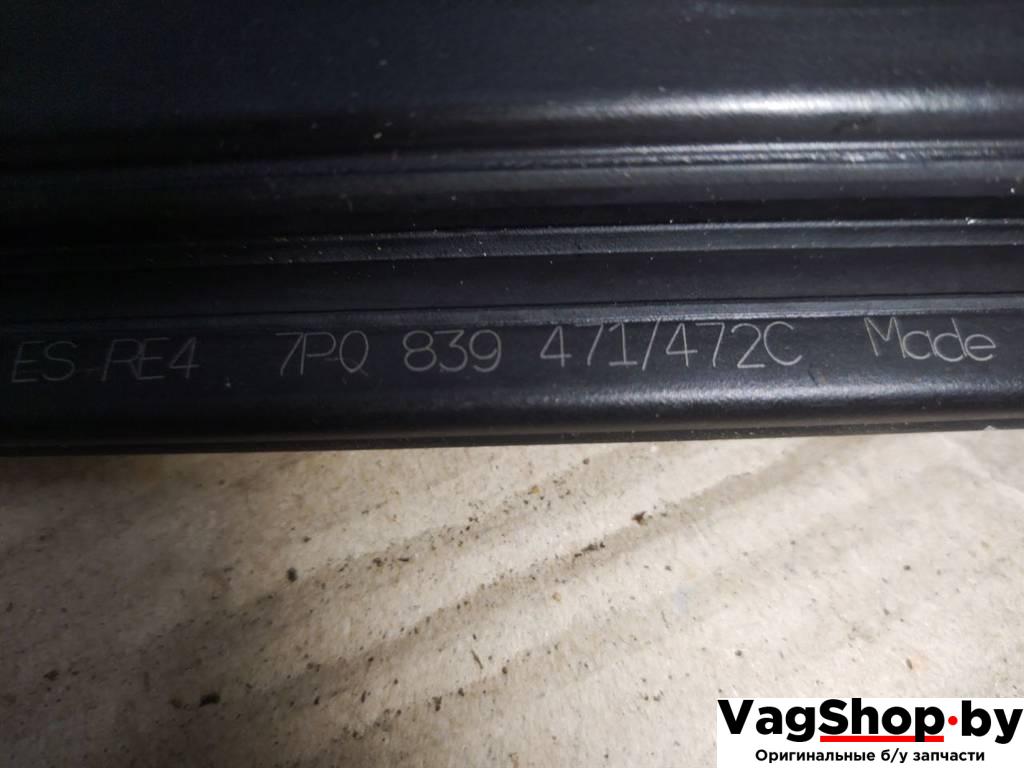 ES RE4 7P0 839 471/472C Made
VagShop.by
Оригинальные б/у запчасти